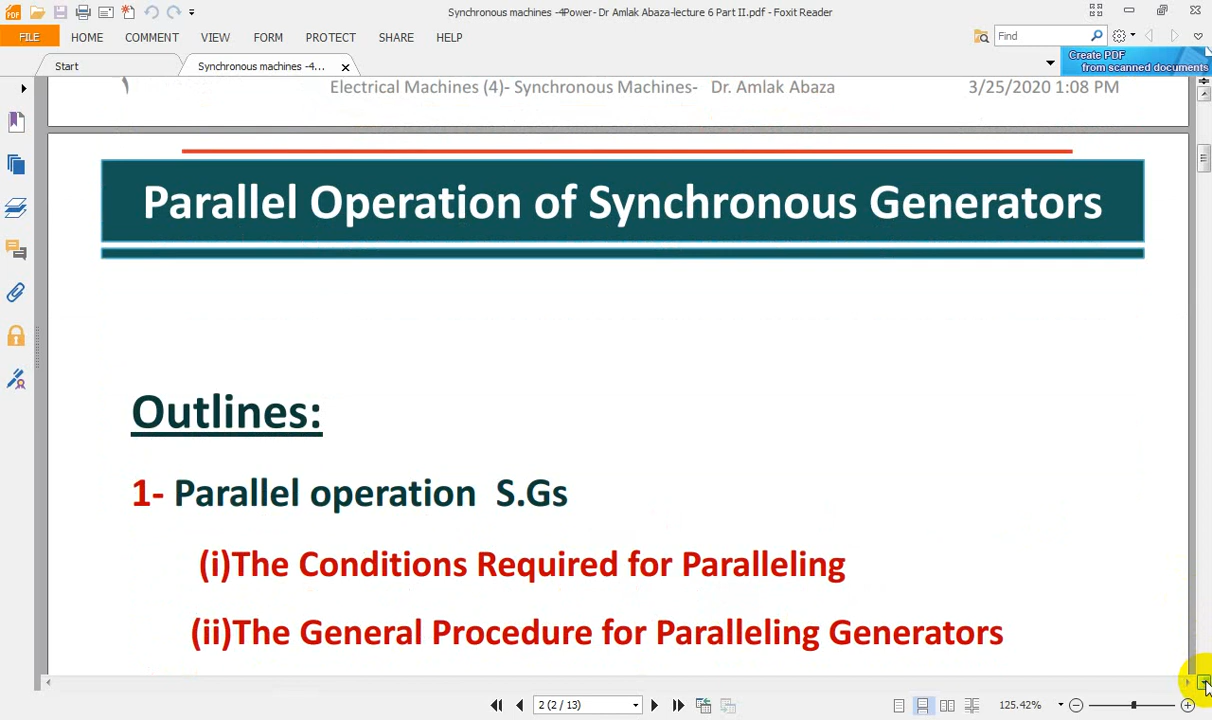 Synchronous machines -4Power- Dr Amlak Abaza-lecture 6 Part II.pdf - Foxit Reader
FILE HOME COMMENT VIEW FORM PROTECT SHARE HELP
Find
Start
Synchronous machines -4...
Create PDF
from scanned documents
١ Electrical Machines (4)- Synchronous Machines- Dr. Amlak Abaza 3/25/2020 1:08 PM
Parallel Operation of Synchronous Generators
Outlines:
1- Parallel operation S.Gs
(i)The Conditions Required for Paralleling
(ii)The General Procedure for Paralleling Generators
2 (2 / 13)
125.42%